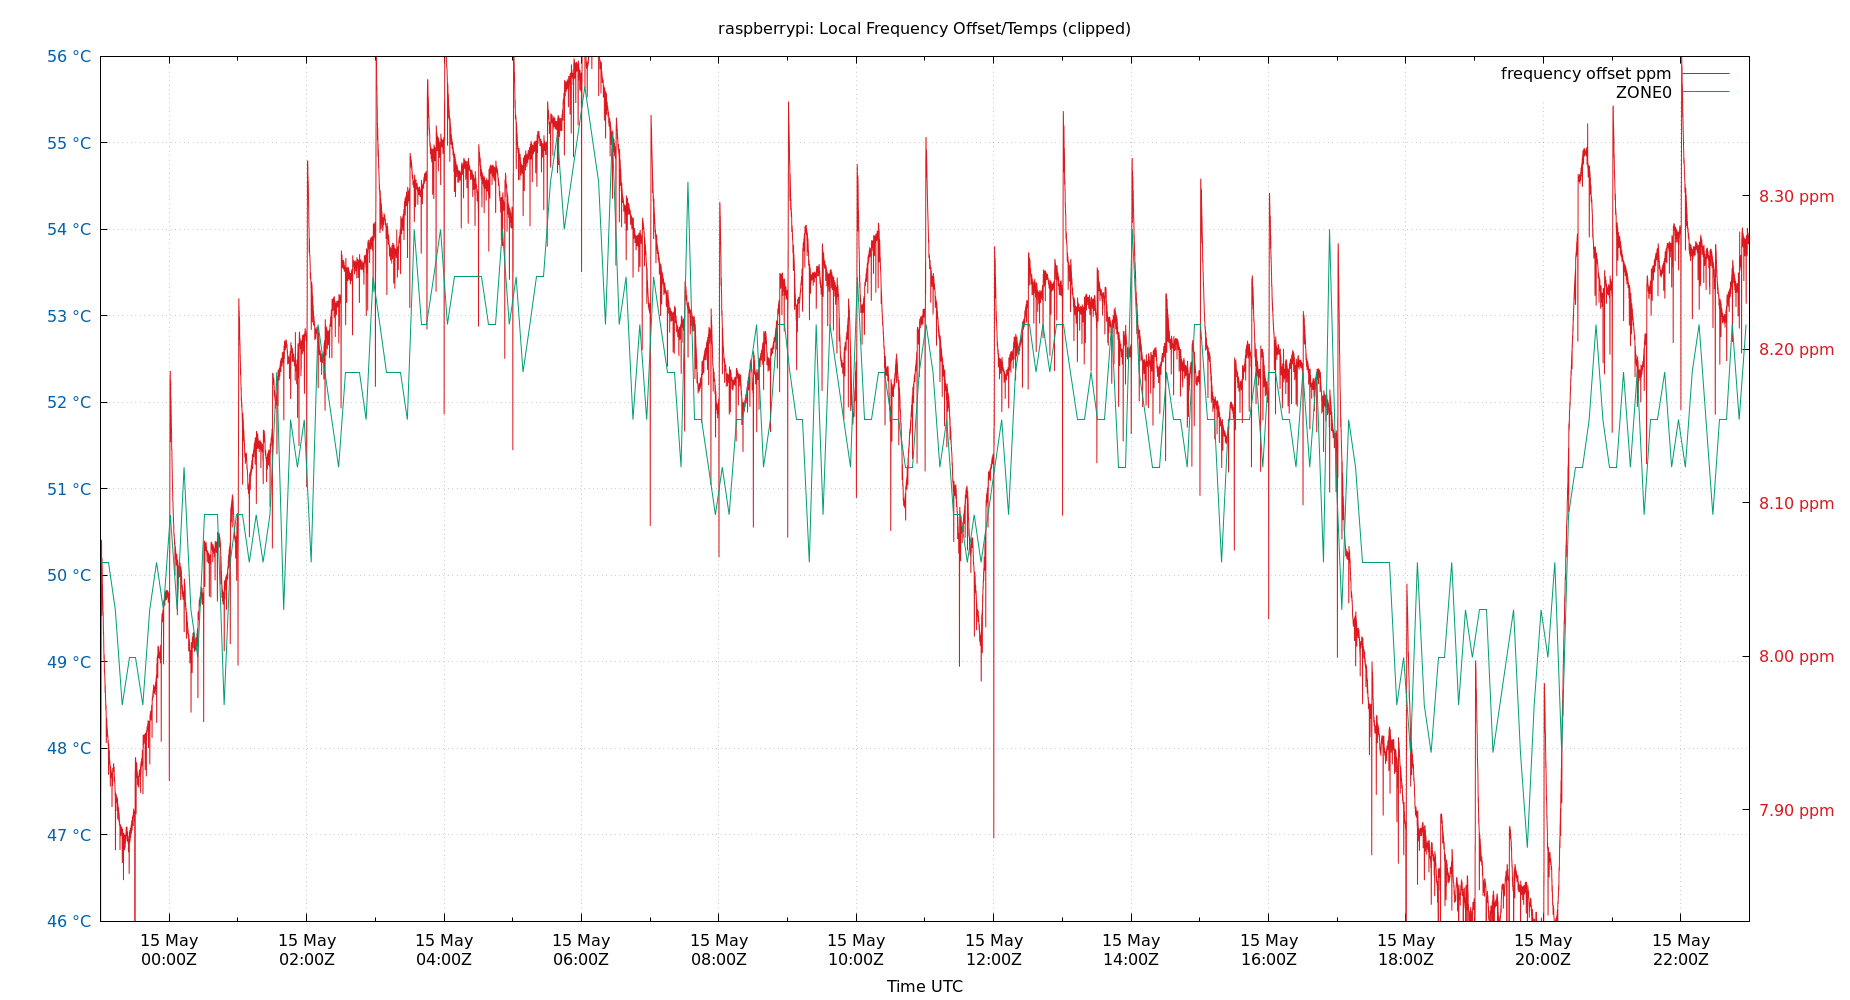 raspberrypi: Local Frequency Offset/Temps (clipped)
frequency offset ppm
ZONE0
56 °C
55 °C
54 °C
53 °C
52 °C
51 °C
50 °C
49 °C
48 °C
47 °C
46 °C
8.30 ppm
8.20 ppm
8.10 ppm
8.00 ppm
7.90 ppm
15 May
00:00Z
15 May
02:00Z
15 May
04:00Z
15 May
06:00Z
15 May
08:00Z
15 May
10:00Z
15 May
12:00Z
15 May
14:00Z
15 May
16:00Z
15 May
18:00Z
15 May
20:00Z
15 May
22:00Z
Time UTC